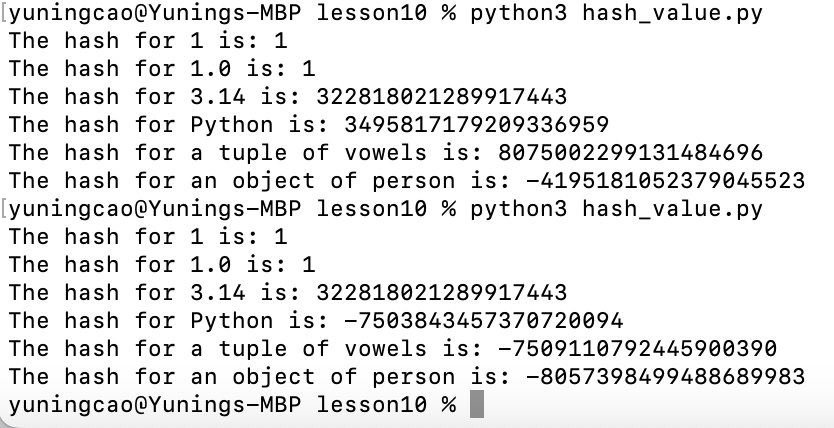 [yuningcao@Yunings-MBP lesson10 % python3 hash_value.py
The hash for 1 is: 1
The hash for 1.0 is: 1
The hash for 3.14 is: 322818021289917443
The hash for Python is: 3495817179209336959
The hash for a tuple of vowels is: 8075002299131484696
The hash for an object of person is: -4195181052379045523
[yuningcao@Yunings-MBP lesson10 % python3 hash_value.py
The hash for 1 is: 1
The hash for 1.0 is: 1
The hash for 3.14 is: 322818021289917443
The hash for Python is: -7503843457370720094
The hash for a tuple of vowels is: -7509110792445900390
The hash for an object of person is: -8057398499488689983
yuningcao@Yunings-MBP lesson10 %